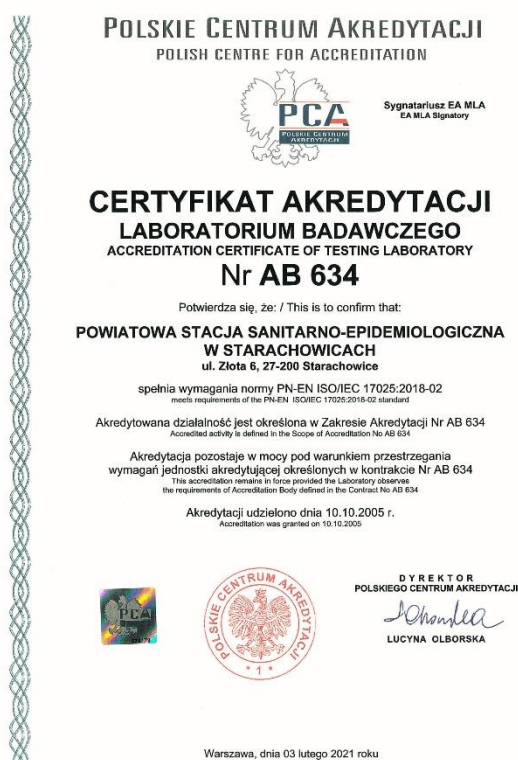 POLSKIE CENTRUM AKREDYTACJI
POLISH CENTRE FOR ACCREDITATION
PCA
POLSKIE CENTRUM
AKREDYTACJI
Sygnatariusz EA MLA
EA MLA Signatory
CERTYFIKAT AKREDYTACJI
LABORATORIUM BADAWCZEGO
ACCREDITATION CERTIFICATE OF TESTING LABORATORY
Nr AB 634
Potwierdza się, że: / This is to confirm that:
POWIATOWA STACJA SANITARNO-EPIDEMIOLOGICZNA
W STARACHOWICACH
ul. Złota 6, 27-200 Starachowice
spełnia wymagania normy PN-EN ISO/IEC 17025:2018-02
meets requirements of the PN-EN ISO/IEC 17025:2018-02 standard
Akredytowana działalność jest określona w Zakresie Akredytacji Nr AB 634
Accredited activity is defined in the Scope of Accreditation No AB 634
Akredytacja pozostaje w mocy pod warunkiem przestrzegania
wymagań jednostki akredytującej określonych w kontrakcie Nr AB 634
This accreditation remains in force provided the Laboratory observes
the requirements of Accreditation Body defined in the Contract No AB 634
Akredytacji udzielono dnia 10.10.2005 r.
Accreditation was granted on 10.10.2005
PCA
POLSKIE CENTRUM AKREDYTACJI
* 1 *
DYREKTOR
POLSKIEGO CENTRUM AKREDYTACJI
LUCYNA OLBORSKA
Warszawa, dnia 03 lutego 2021 roku